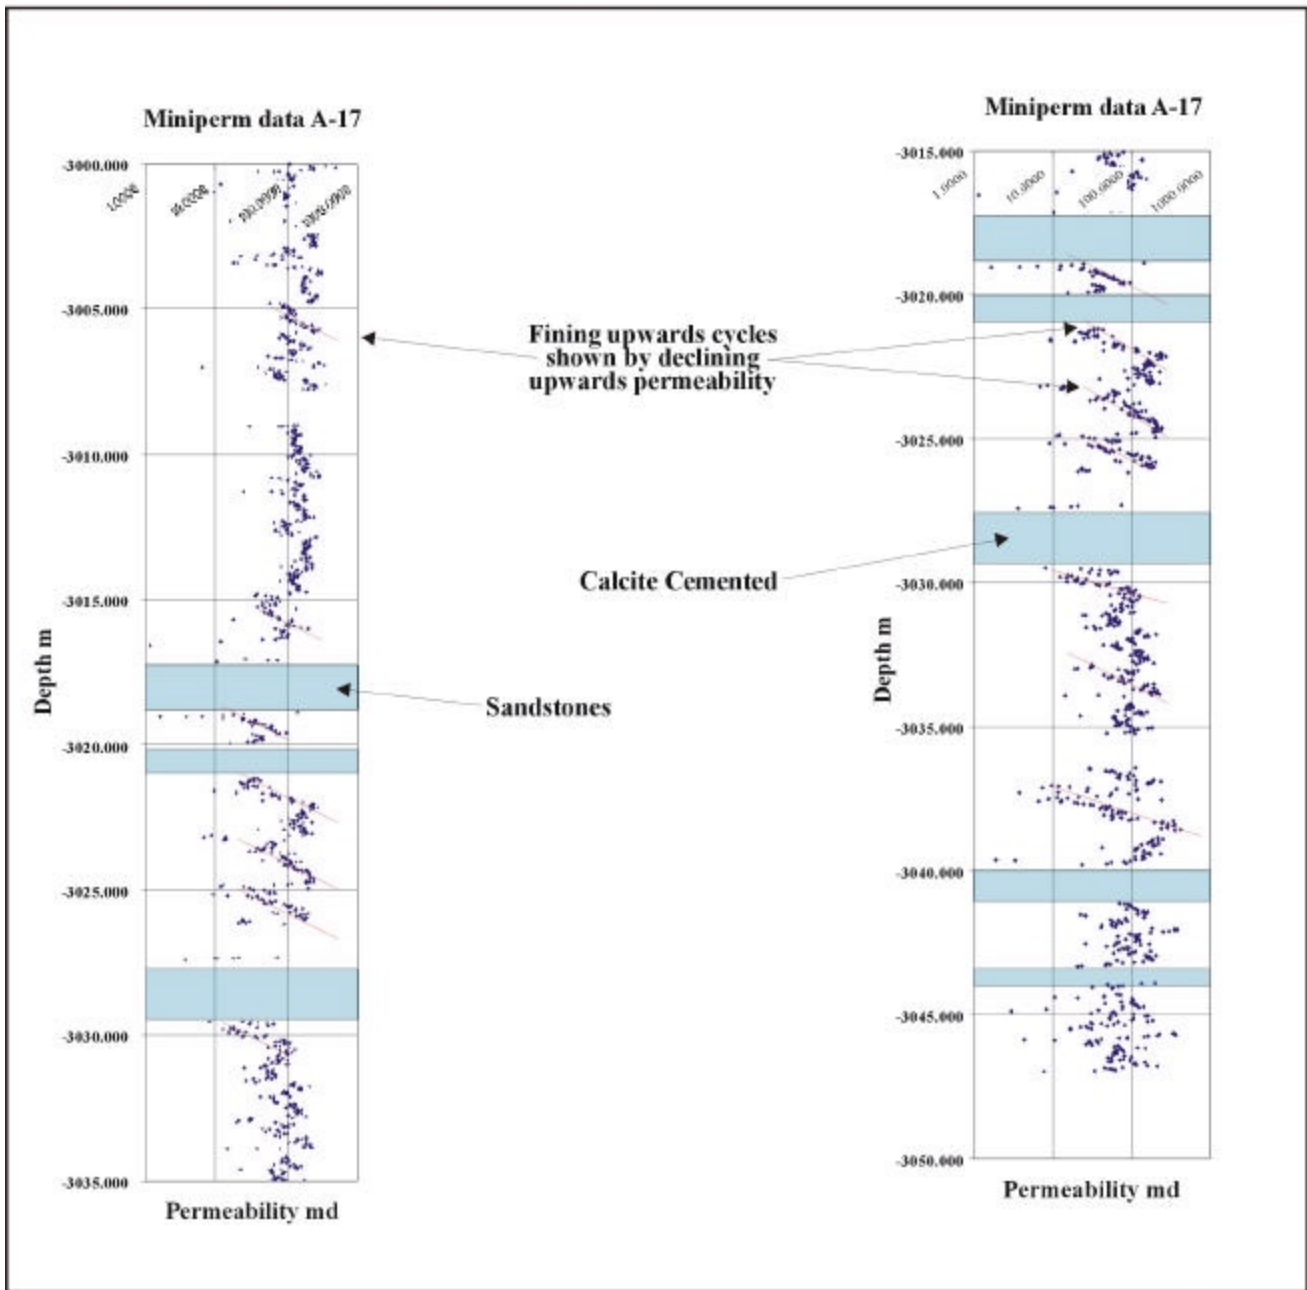 Miniperm data A-17
-3000.000
-3005.000
-3010.000
-3015.000
-3020.000
-3025.000
-3030.000
-3035.000
Depth m
Permeability md
Fining upwards cycles
shown by declining
upwards permeability
Calcite Cemented
Sandstones
Miniperm data A-17
-3015.000
1.0000
10.0000
100.0000
1000.0000
-3020.000
-3025.000
-3030.000
-3035.000
-3040.000
-3045.000
-3050.000
Depth m
Permeability md